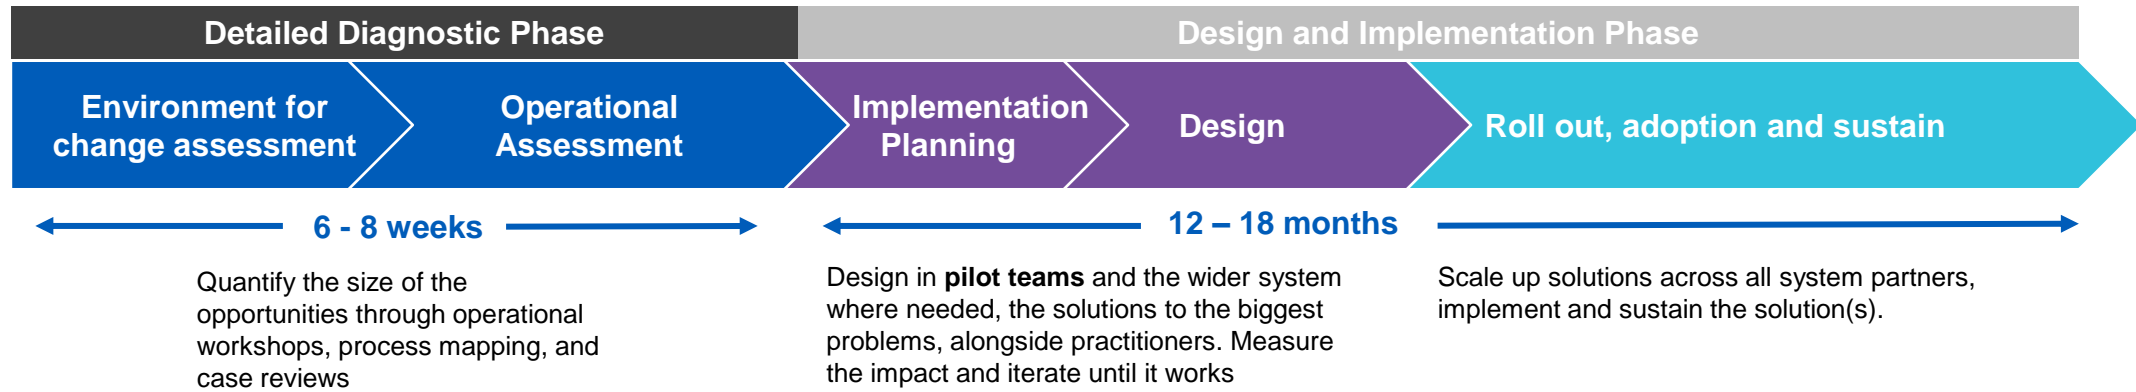 Detailed Diagnostic Phase
Design and Implementation Phase
Environment for
change assessment
Operational
Assessment
Implementation
Planning
Design
Roll out, adoption and sustain
6 - 8 weeks
12 – 18 months
Quantify the size of the
opportunities through operational
workshops, process mapping, and
case reviews
Design in pilot teams and the wider system
where needed, the solutions to the biggest
problems, alongside practitioners. Measure
the impact and iterate until it works
Scale up solutions across all system partners,
implement and sustain the solution(s).